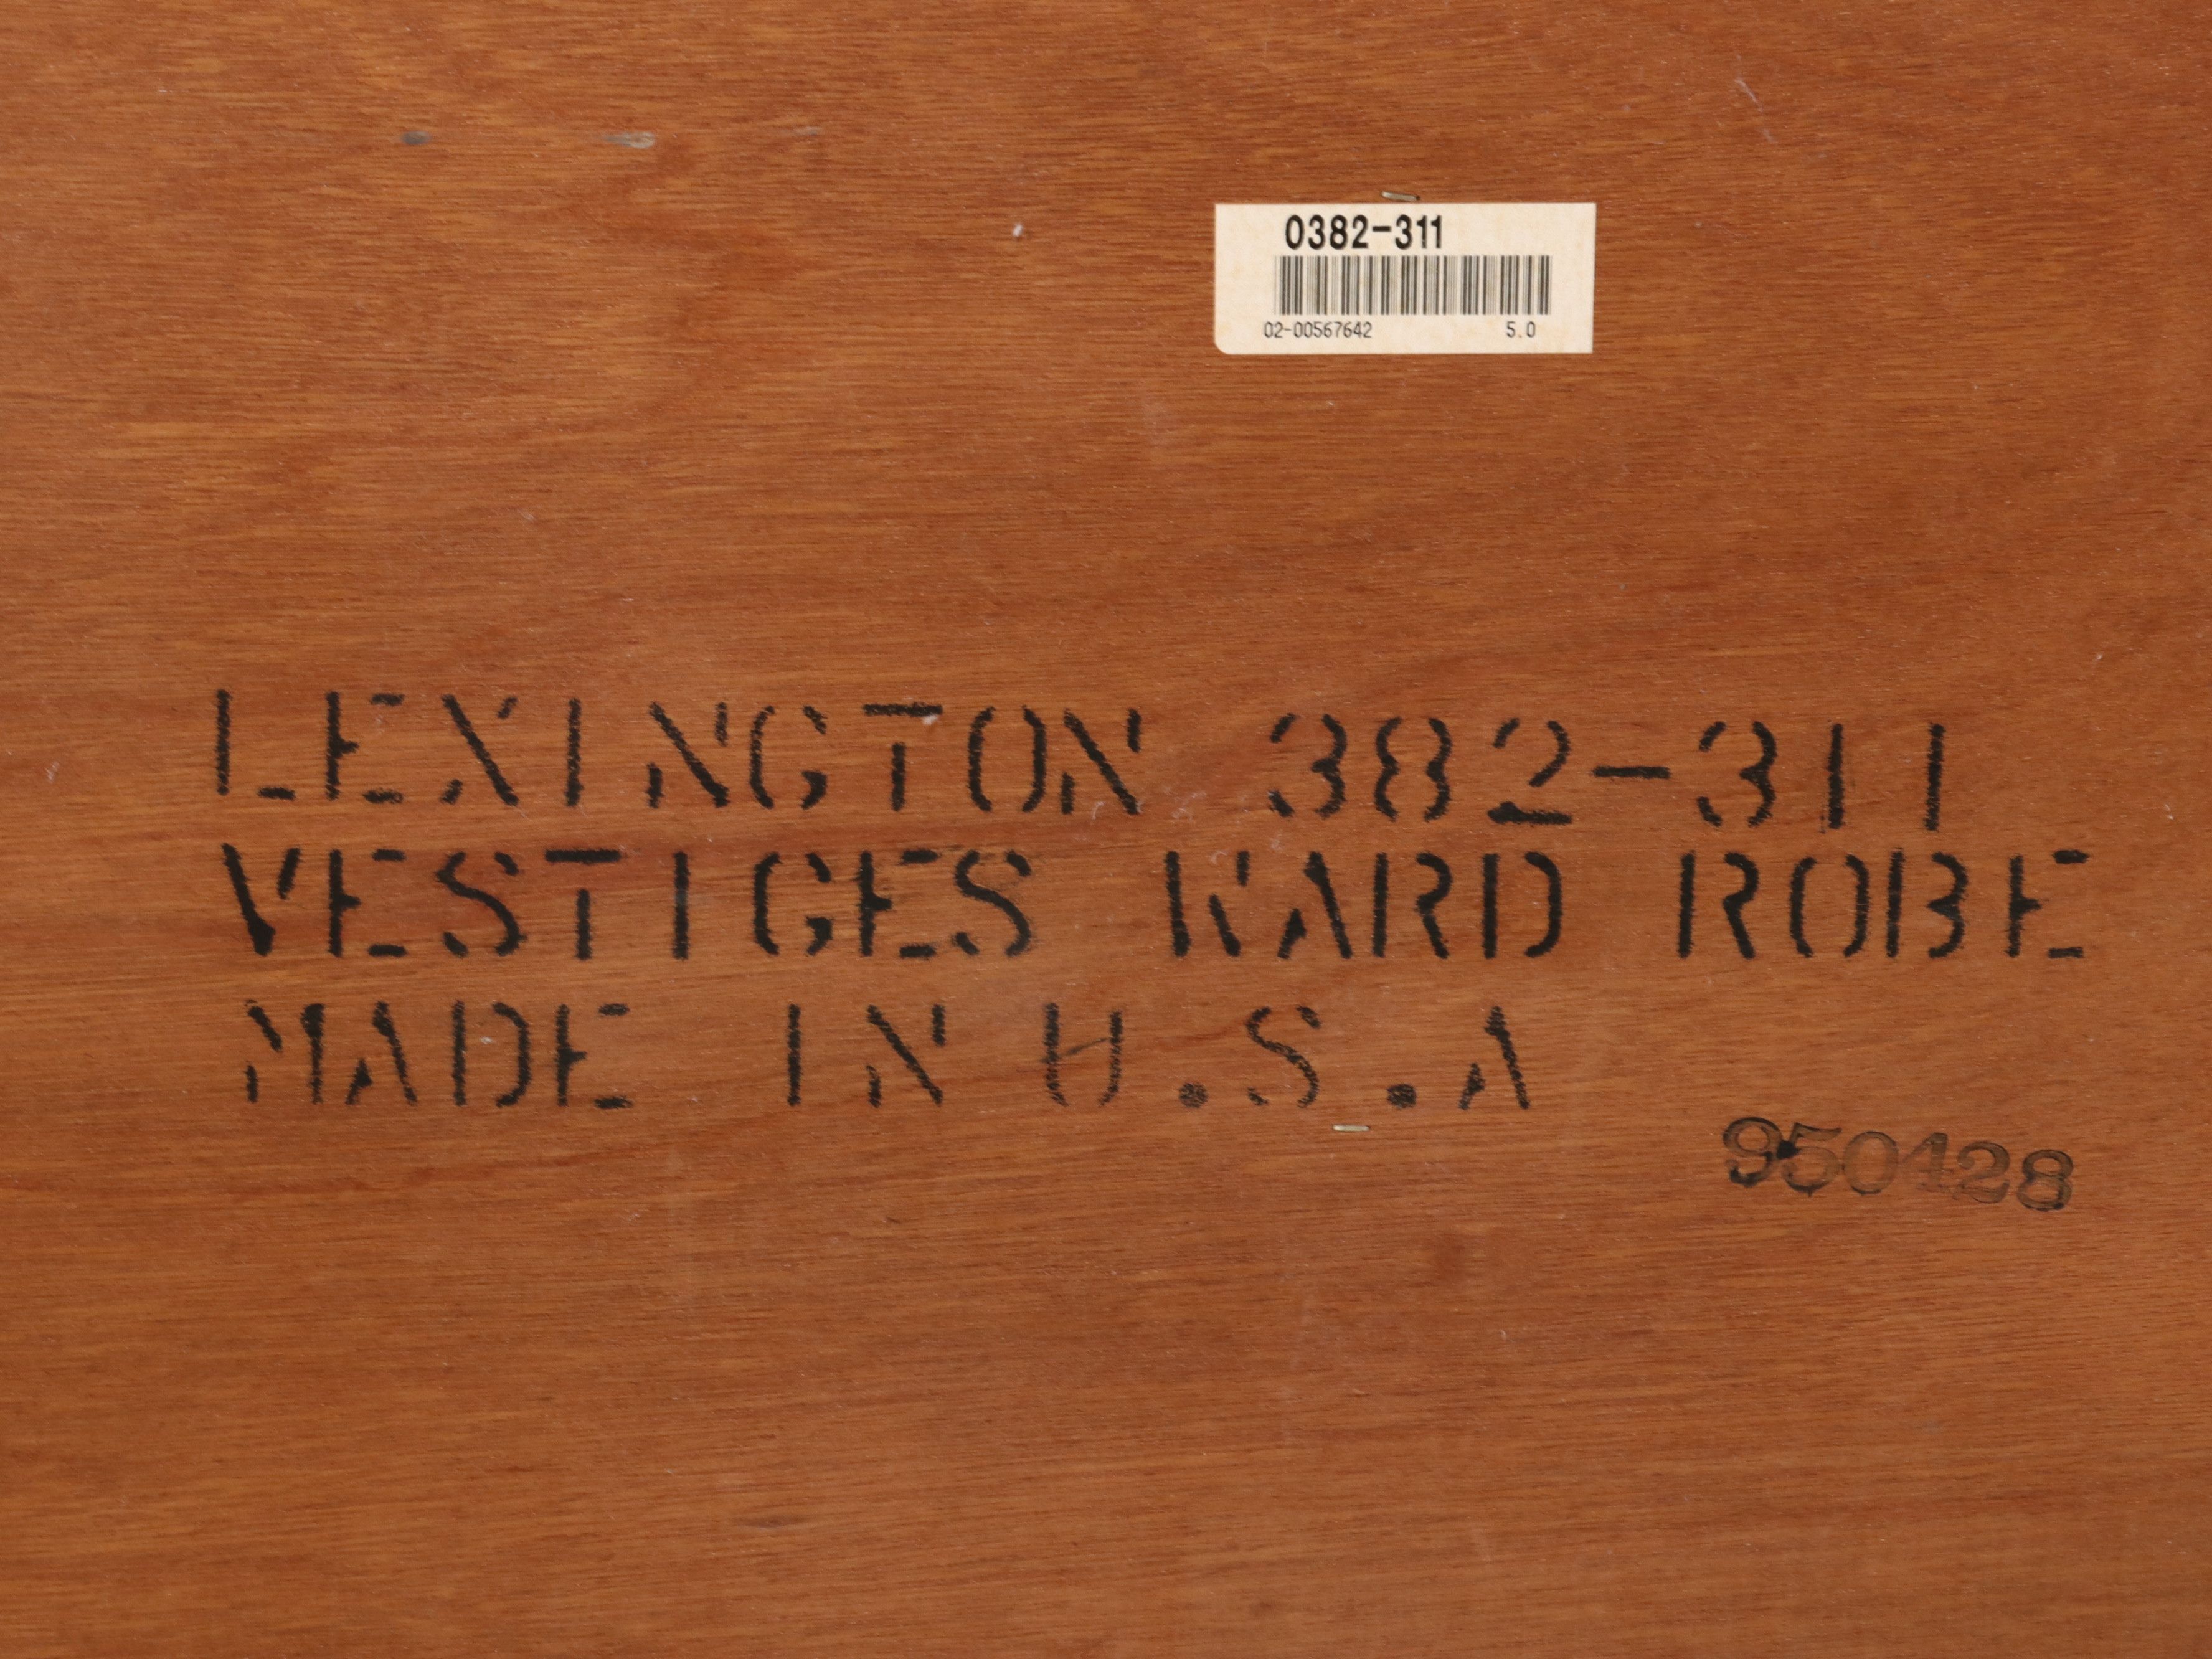 0382-311
02-00567642 5.0
LEXINGTON 382-311
VESTIGES WARD ROBE
MADE IN U.S.A
950428